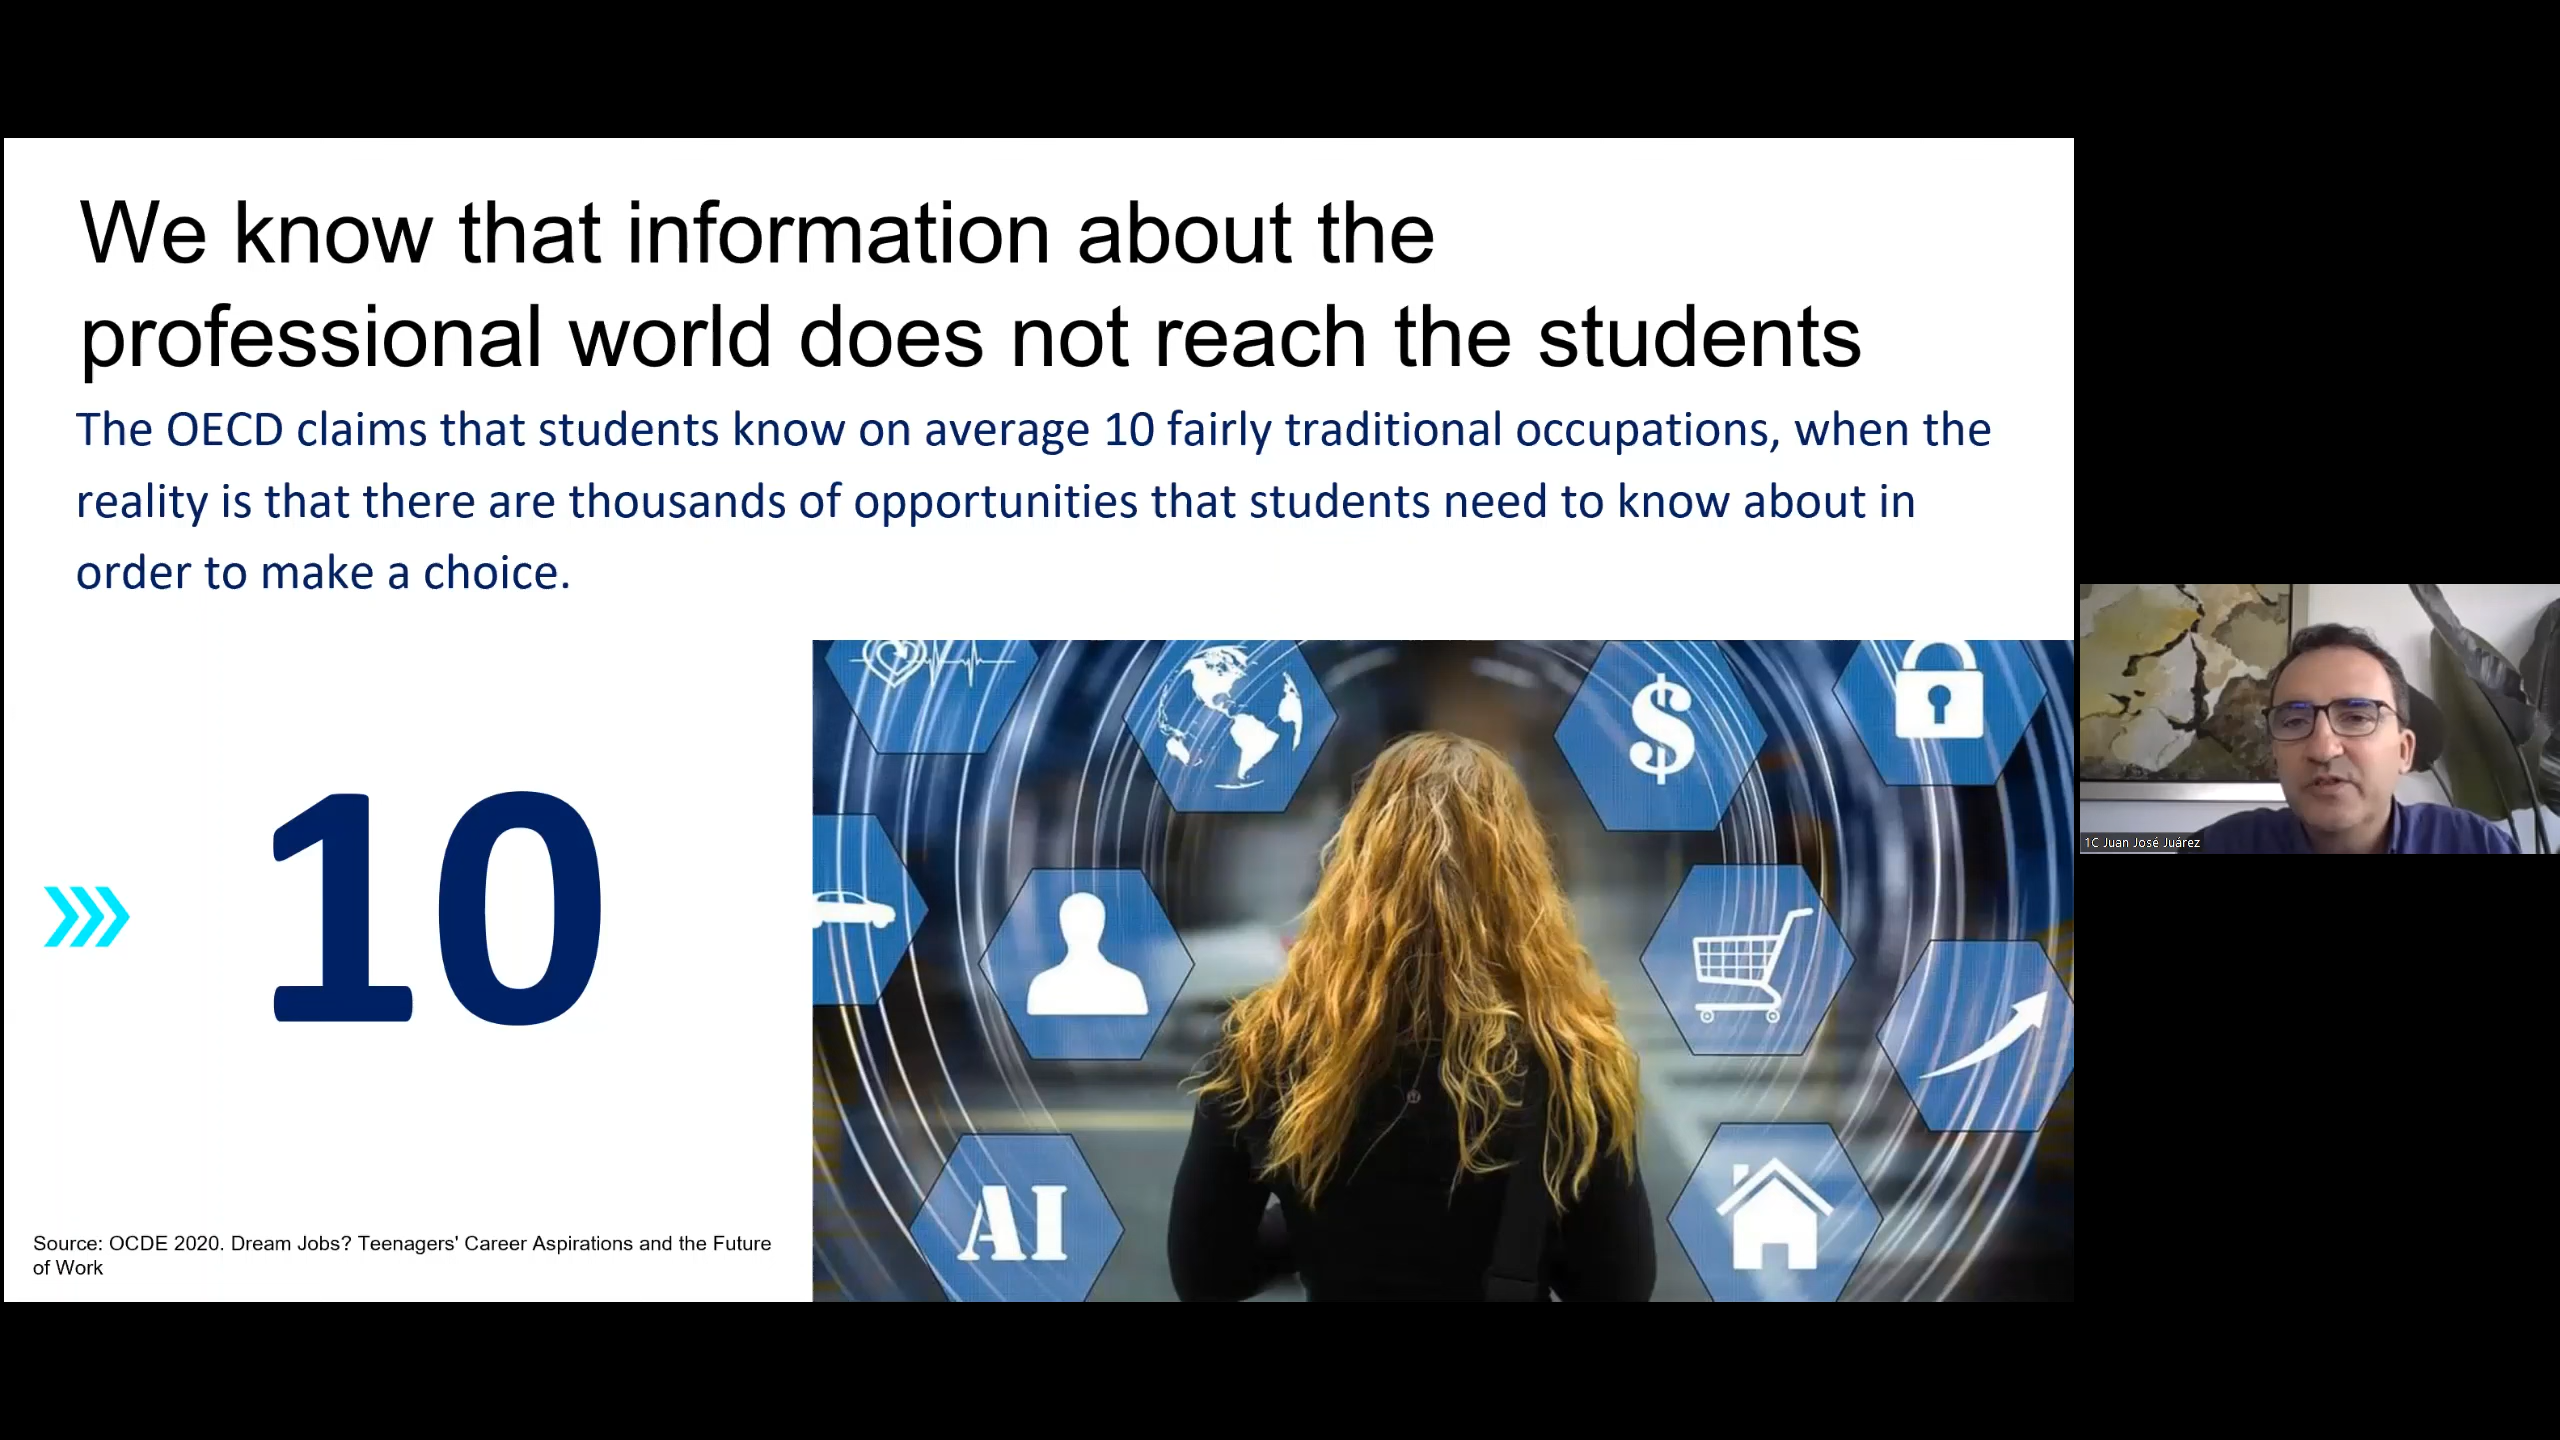 We know that information about the
professional world does not reach the students
The OECD claims that students know on average 10 fairly traditional occupations, when the
reality is that there are thousands of opportunities that students need to know about in
order to make a choice.
10
$
AI
Source: OCDE 2020. Dream Jobs? Teenagers' Career Aspirations and the Future
of Work
1C Juan José Juárez